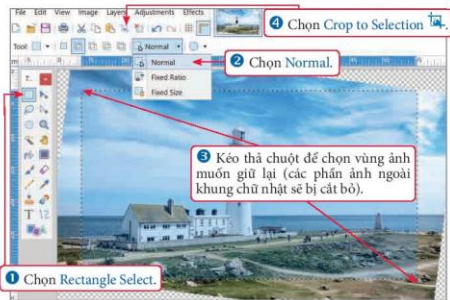 File Edit View Image Layers Adjustments Effects
4 Chọn Crop to Selection
Tool: Normal
Normal
2 Chọn Normal.
Fixed Ratio
Fixed Size
3 Kéo thả chuột để chọn vùng ảnh
muốn giữ lại (các phần ảnh ngoài
khung chữ nhật sẽ bị cắt bỏ).
1 Chọn Rectangle Select.